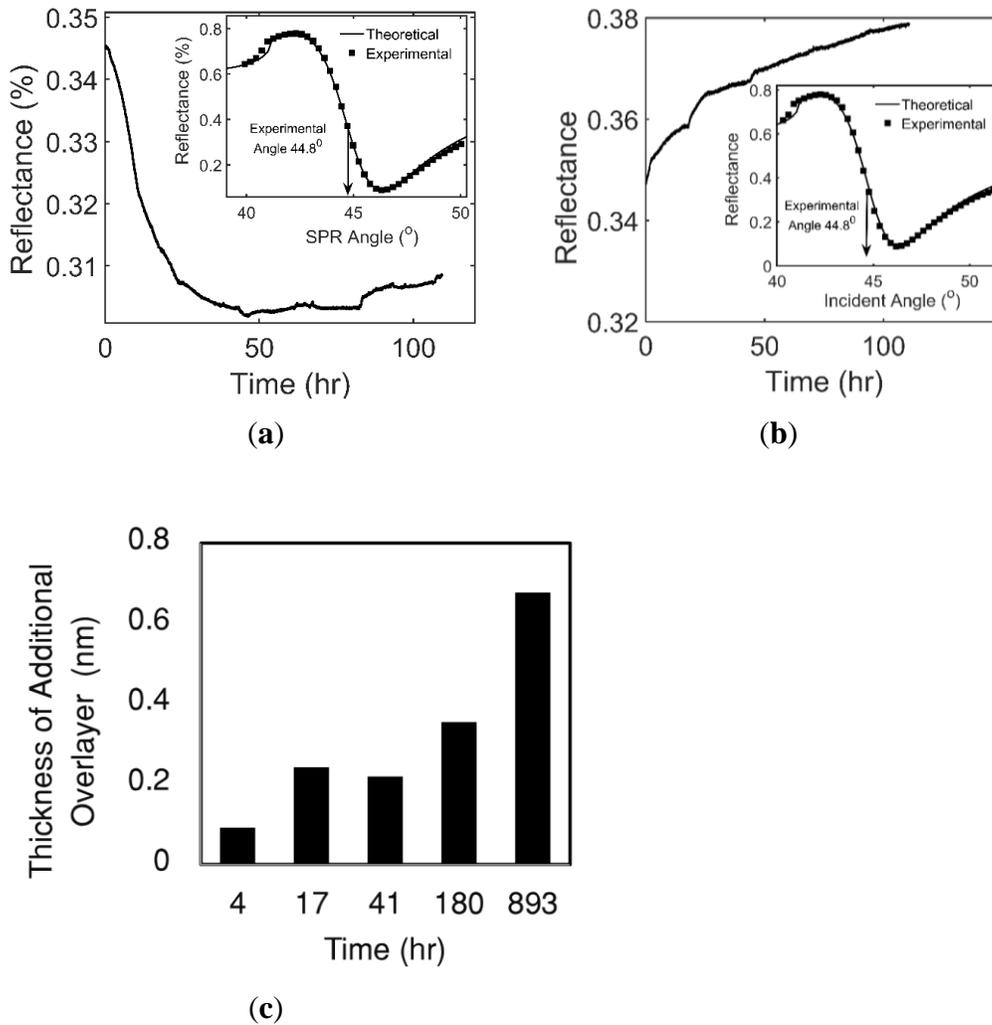 0.35
0.34
0.33
0.32
0.31
Reflectance (%)
0 50 100
Time (hr)
0.8
0.6
0.4
0.2
Reflectance (%)
Theoretical
Experimental
Experimental
Angle 44.8⁰
40 45 50
SPR Angle (⁰)
(a)
0.38
0.36
0.34
0.32
Reflectance
0 50 100
Time (hr)
0.8
0.6
0.4
0.2
0
Reflectance
Theoretical
Experimental
Experimental
Angle 44.8⁰
40 45 50
Incident Angle (⁰)
(b)
0.8
0.6
0.4
0.2
0
Thickness of Additional
Overlayer (nm)
4 17 41 180 893
Time (hr)
(c)